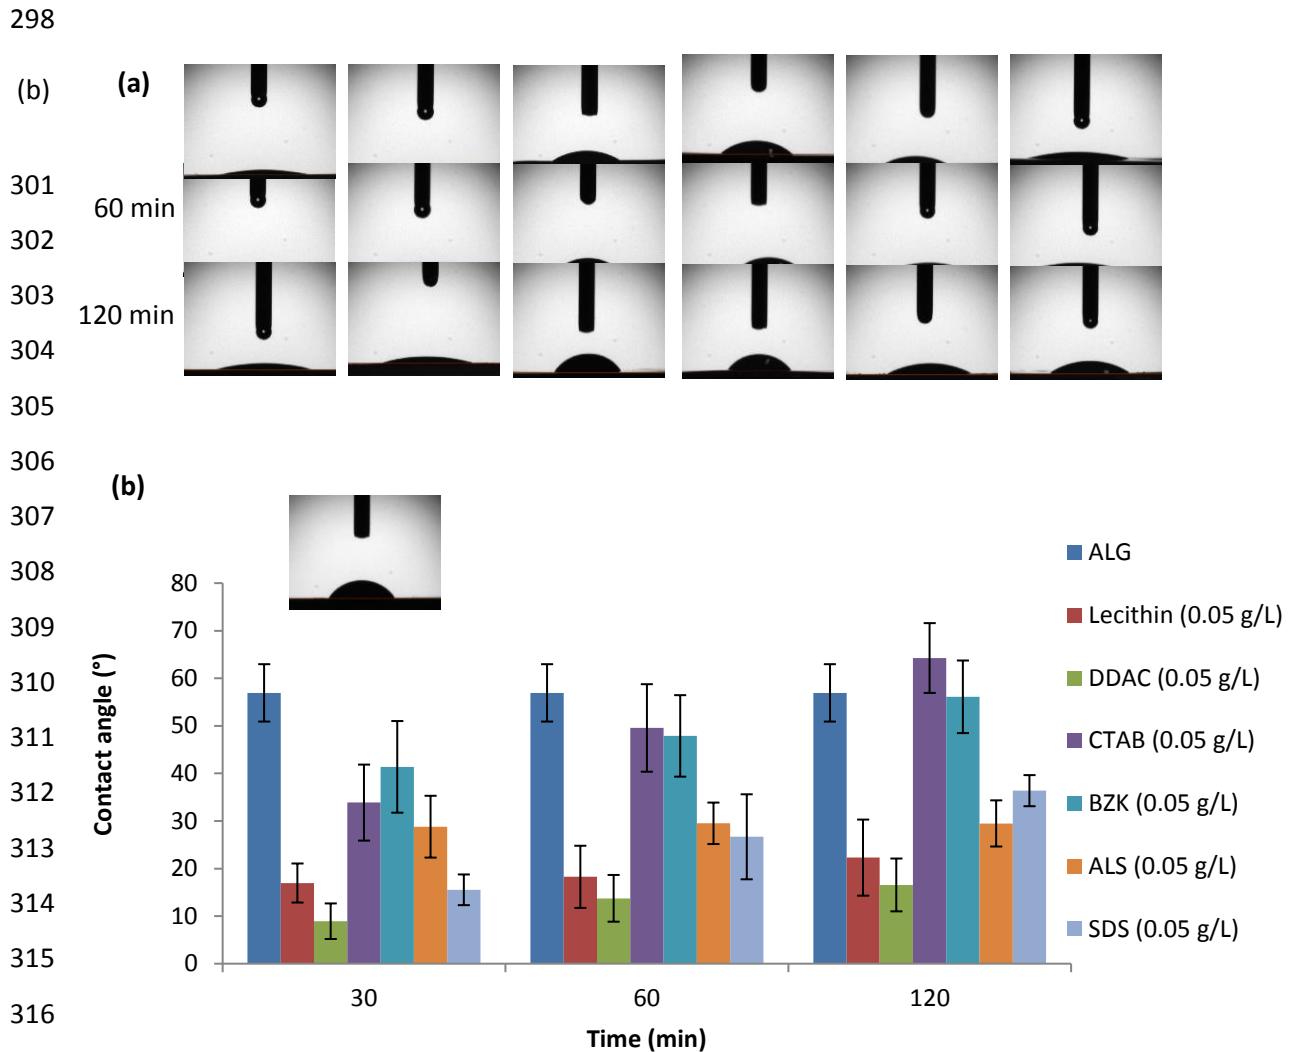 298
(b) (a)
301
60 min
302
303
120 min
304
305
306
(b)
307
ALG
308
80
309
Lecithin (0.05 g/L)
70
310
60
DDAC (0.05 g/L)
50
311
CTAB (0.05 g/L)
40
312
BZK (0.05 g/L)
30
313
ALS (0.05 g/L)
20
314
10
SDS (0.05 g/L)
315
0
Contact angle (°)
30 60 120
316
Time (min)